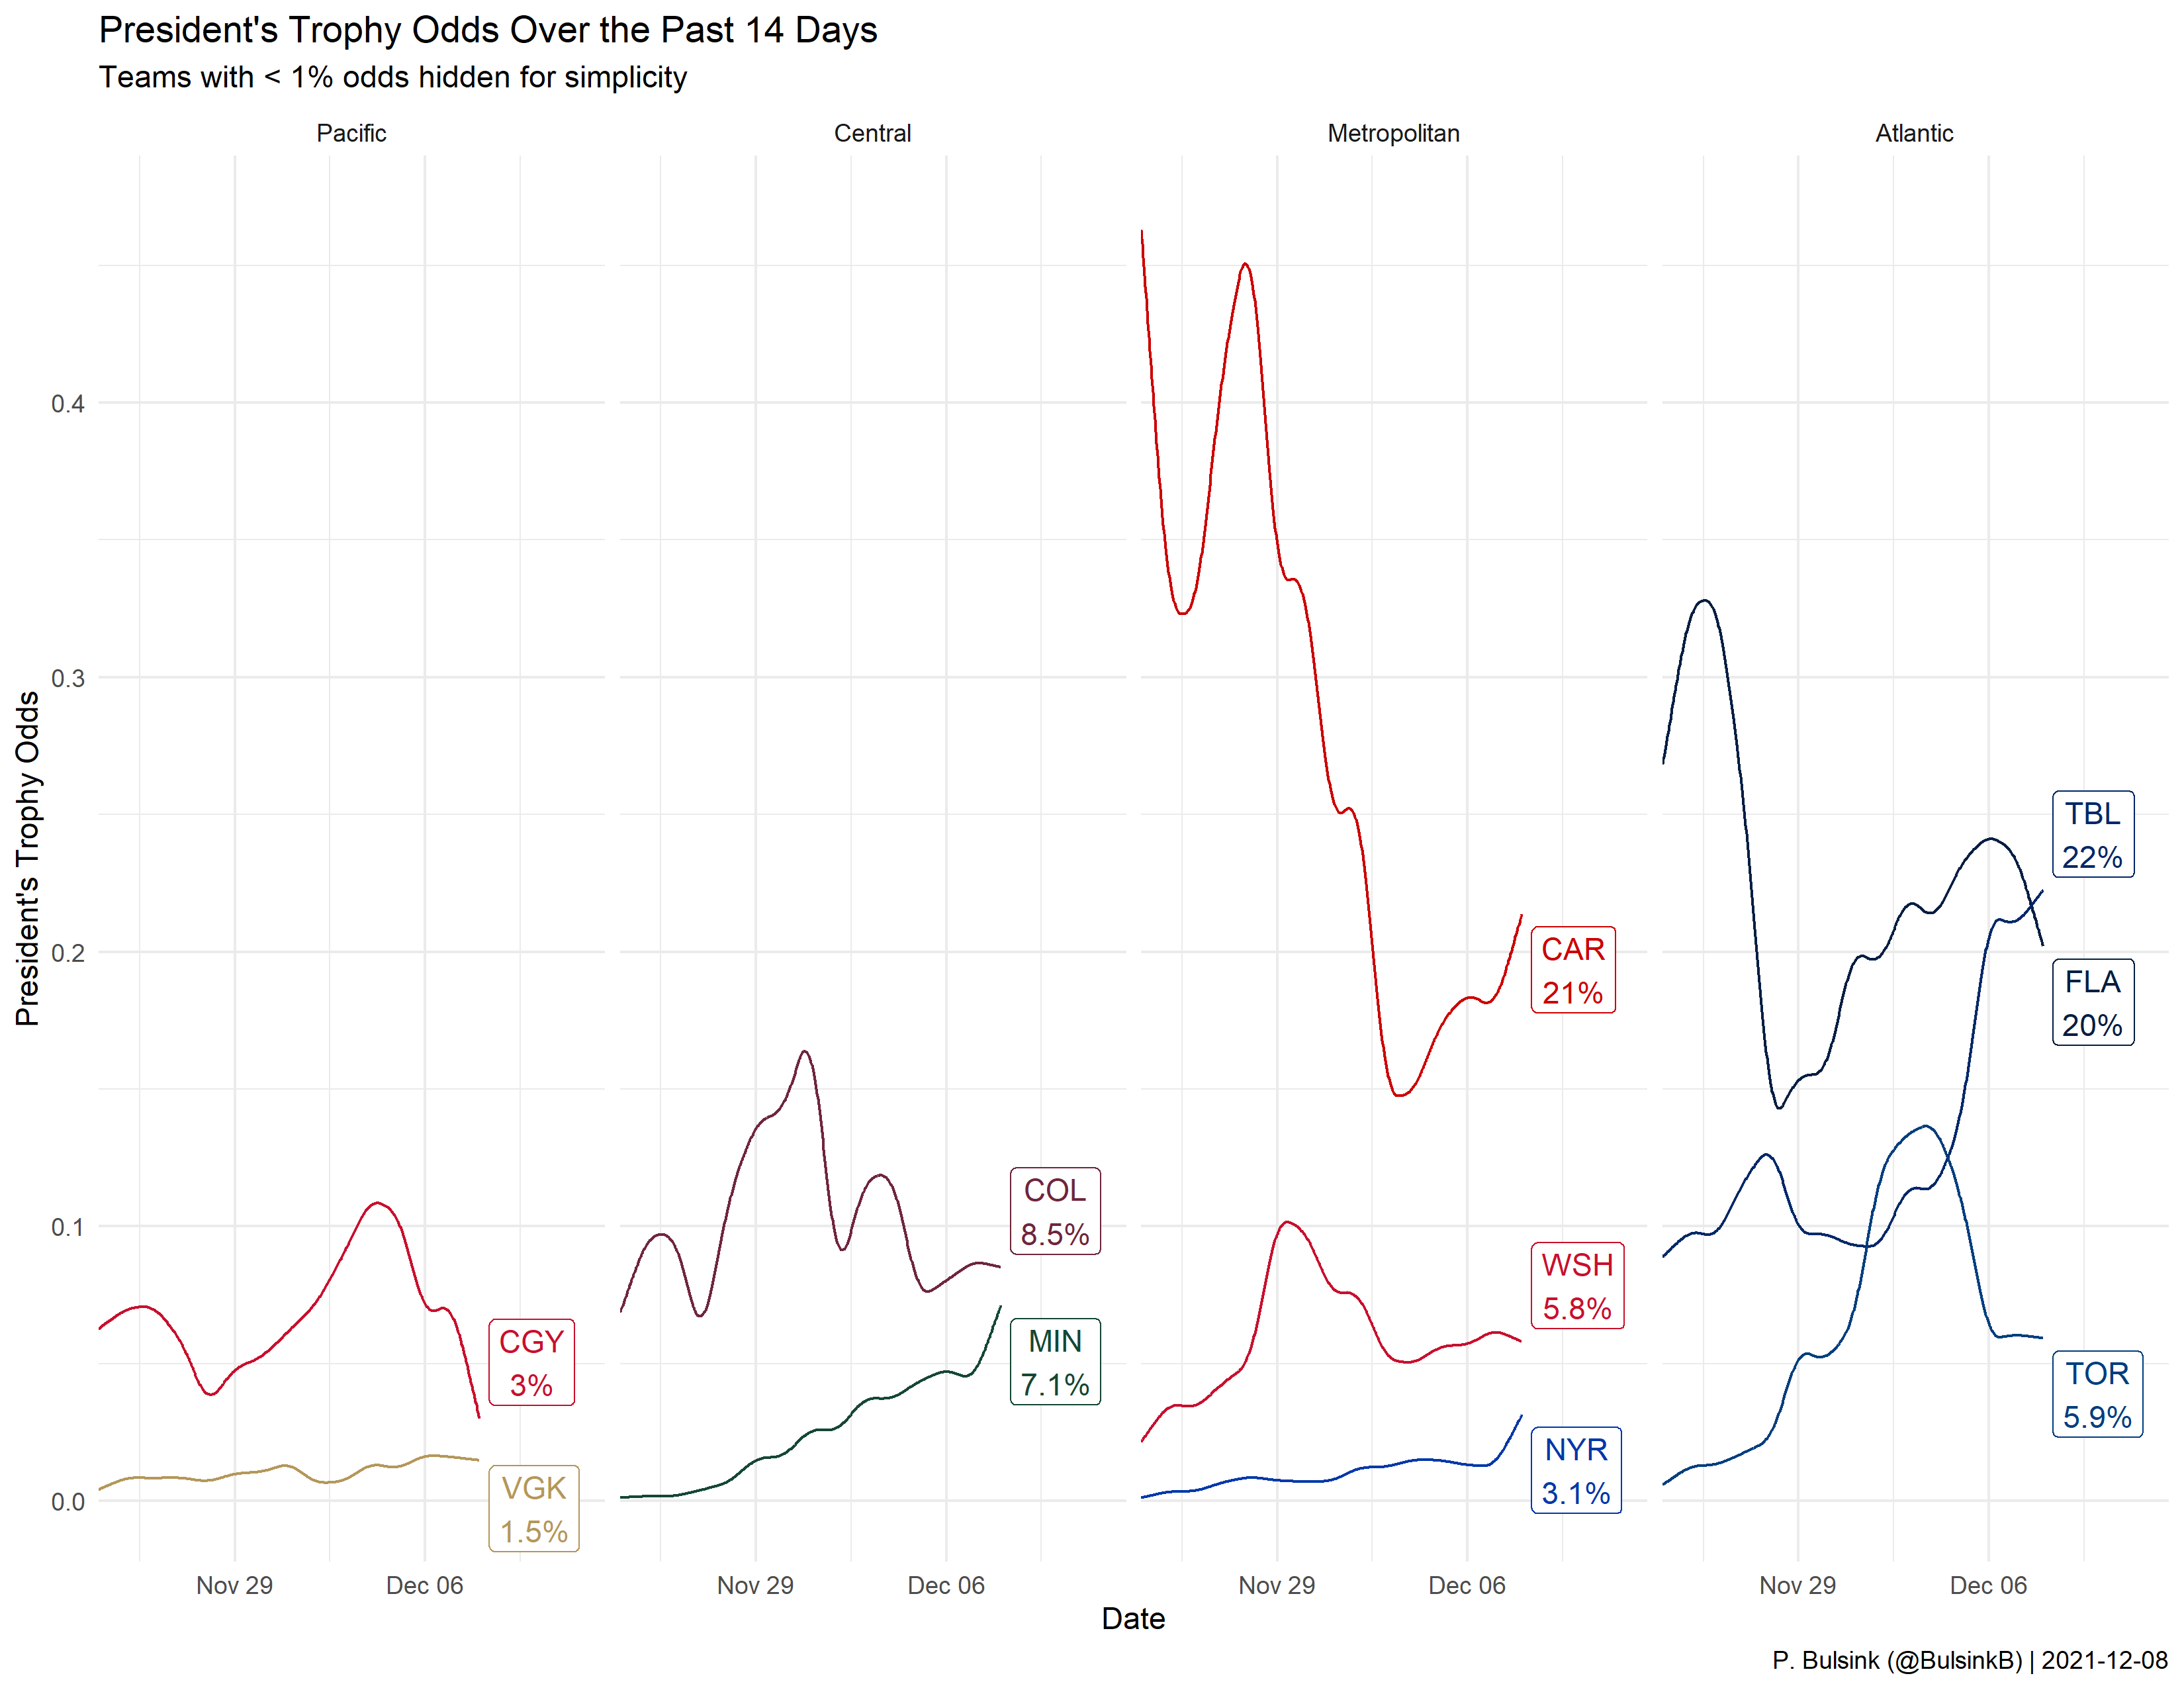 President's Trophy Odds Over the Past 14 Days
Teams with < 1% odds hidden for simplicity
Pacific
Central
Metropolitan
Atlantic
President's Trophy Odds
0.4
0.3
0.2
0.1
0.0
CGY
3%
VGK
1.5%
COL
8.5%
MIN
7.1%
CAR
21%
WSH
5.8%
NYR
3.1%
TBL
22%
FLA
20%
TOR
5.9%
Nov 29
Dec 06
Nov 29
Dec 06
Nov 29
Dec 06
Nov 29
Dec 06
Date
P. Bulsink (@BulsinkB) | 2021-12-08